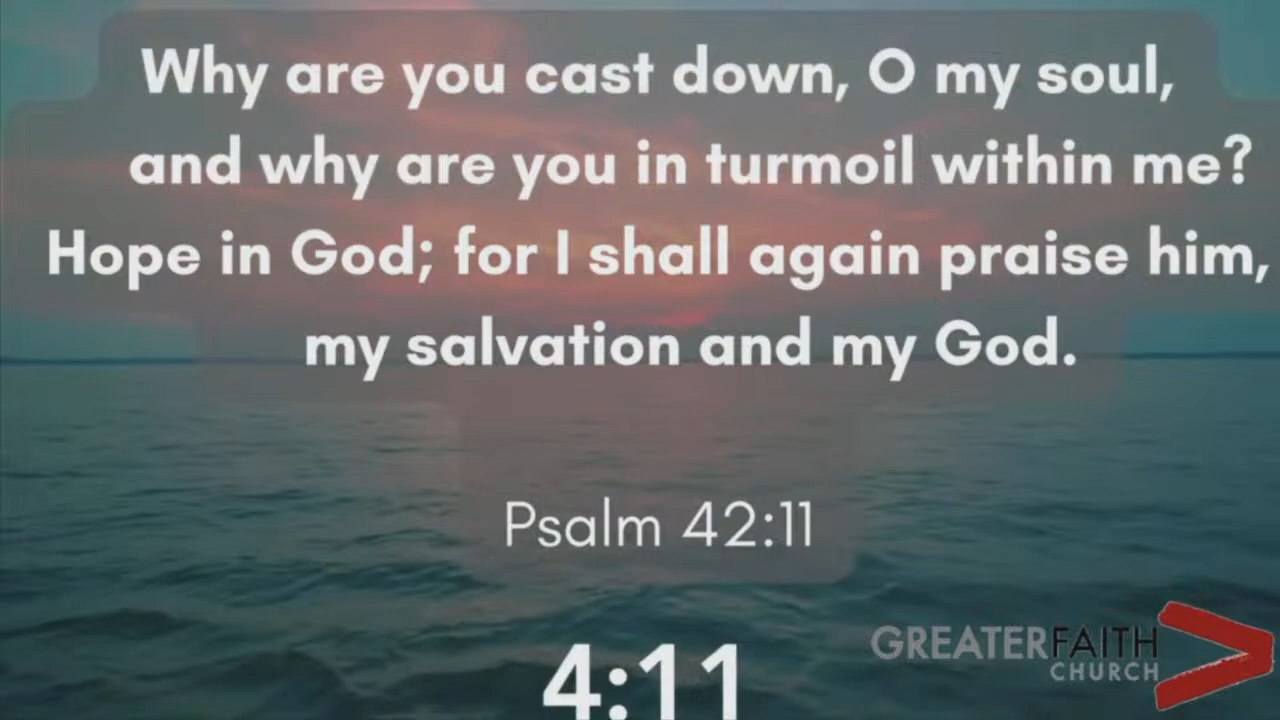 Why are you cast down, O my soul,
and why are you in turmoil within me?
Hope in God; for I shall again praise him,
my salvation and my God.
Psalm 42:11
4:11
GREATERFAITH
CHURCH